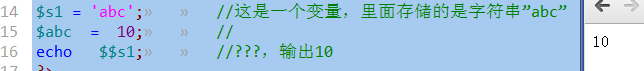 14 $s1 = 'abc';» » //这是一个变量，里面存储的是字符串”abc”
15 $abc = 10;» » //
16 echo $$s1;» » //???，输出10
10